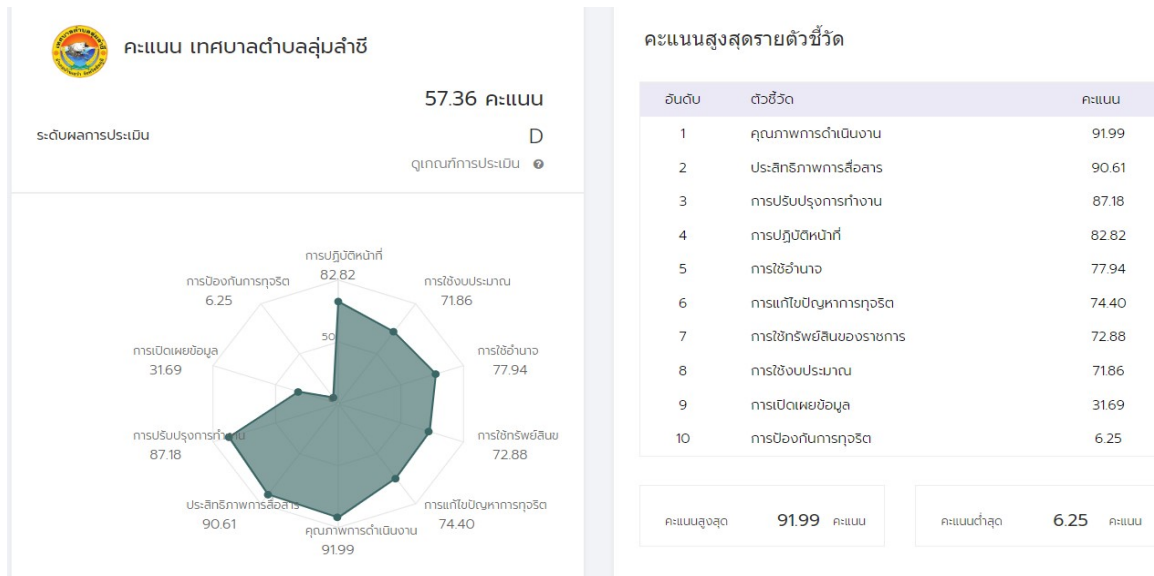 คะแนน เทศบาลตำบลลุ่มลำชี
57.36 คะแนน
ระดับผลการประเมิน
D
ดูเกณฑ์การประเมิน
การปฏิบัติหน้าที่
82.82
การป้องกันการทุจริต
6.25
การใช้งบประมาณ
71.86
50
การเปิดเผยข้อมูล
31.69
การใช้อำนาจ
77.94
การปรับปรุงการทำงาน
87.18
การใช้ทรัพย์สินข
72.88
ประสิทธิภาพการสื่อสาร
90.61
การแก้ไขปัญหาการทุจริต
74.40
คุณภาพการดำเนินงาน
91.99
คะแนนสูงสุดรายตัวชี้วัด
อันดับ ตัวชี้วัด คะแนน
1 คุณภาพการดำเนินงาน 91.99
2 ประสิทธิภาพการสื่อสาร 90.61
3 การปรับปรุงการทำงาน 87.18
4 การปฏิบัติหน้าที่ 82.82
5 การใช้อำนาจ 77.94
6 การแก้ไขปัญหาการทุจริต 74.40
7 การใช้ทรัพย์สินของราชการ 72.88
8 การใช้งบประมาณ 71.86
9 การเปิดเผยข้อมูล 31.69
10 การป้องกันการทุจริต 6.25
คะแนนสูงสุด 91.99 คะแนน
คะแนนต่ำสุด 6.25 คะแนน